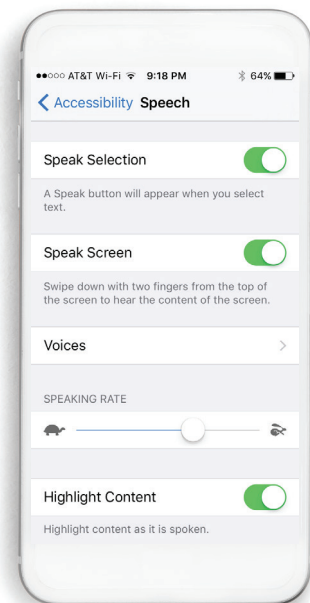 ●●○○○ AT&T Wi-Fi 9:18 PM 64%
Accessibility Speech
Speak Selection
A Speak button will appear when you select
text.
Speak Screen
Swipe down with two fingers from the top of
the screen to hear the content of the screen.
Voices
SPEAKING RATE
Highlight Content
Highlight content as it is spoken.